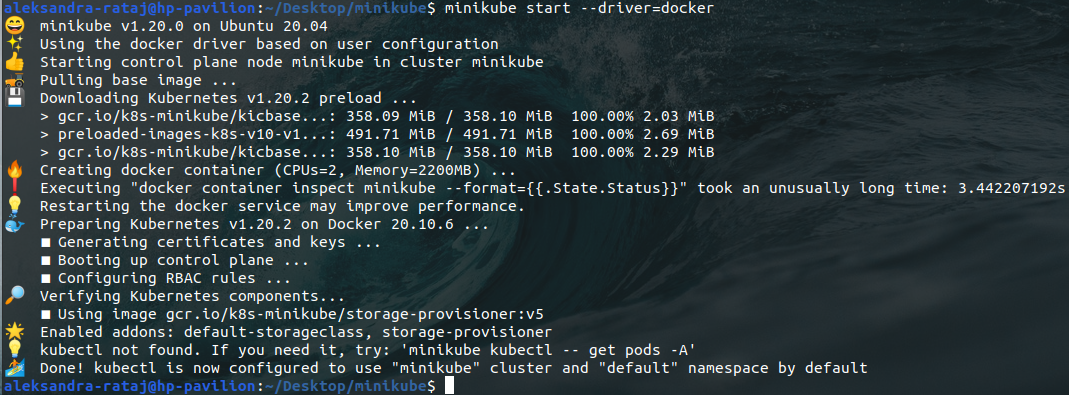 aleksandra-rataj@hp-pavilion:~/Desktop/minikube$ minikube start --driver=docker
😄 minikube v1.20.0 on Ubuntu 20.04
✨ Using the docker driver based on user configuration
👍 Starting control plane node minikube in cluster minikube
🚜 Pulling base image ...
💾 Downloading Kubernetes v1.20.2 preload ...
> gcr.io/k8s-minikube/kicbase...: 358.09 MiB / 358.10 MiB 100.00% 2.03 MiB
> preloaded-images-k8s-v10-v1...: 491.71 MiB / 491.71 MiB 100.00% 2.69 MiB
> gcr.io/k8s-minikube/kicbase...: 358.10 MiB / 358.10 MiB 100.00% 2.29 MiB
🔥 Creating docker container (CPUs=2, Memory=2200MB) ...
❗ Executing "docker container inspect minikube --format={{.State.Status}}" took an unusually long time: 3.442207192s
💡 Restarting the docker service may improve performance.
🐳 Preparing Kubernetes v1.20.2 on Docker 20.10.6 ...
▪ Generating certificates and keys ...
▪ Booting up control plane ...
▪ Configuring RBAC rules ...
🔎 Verifying Kubernetes components...
▪ Using image gcr.io/k8s-minikube/storage-provisioner:v5
🌟 Enabled addons: default-storageclass, storage-provisioner
💡 kubectl not found. If you need it, try: 'minikube kubectl -- get pods -A'
🏄 Done! kubectl is now configured to use "minikube" cluster and "default" namespace by default
aleksandra-rataj@hp-pavilion:~/Desktop/minikube$